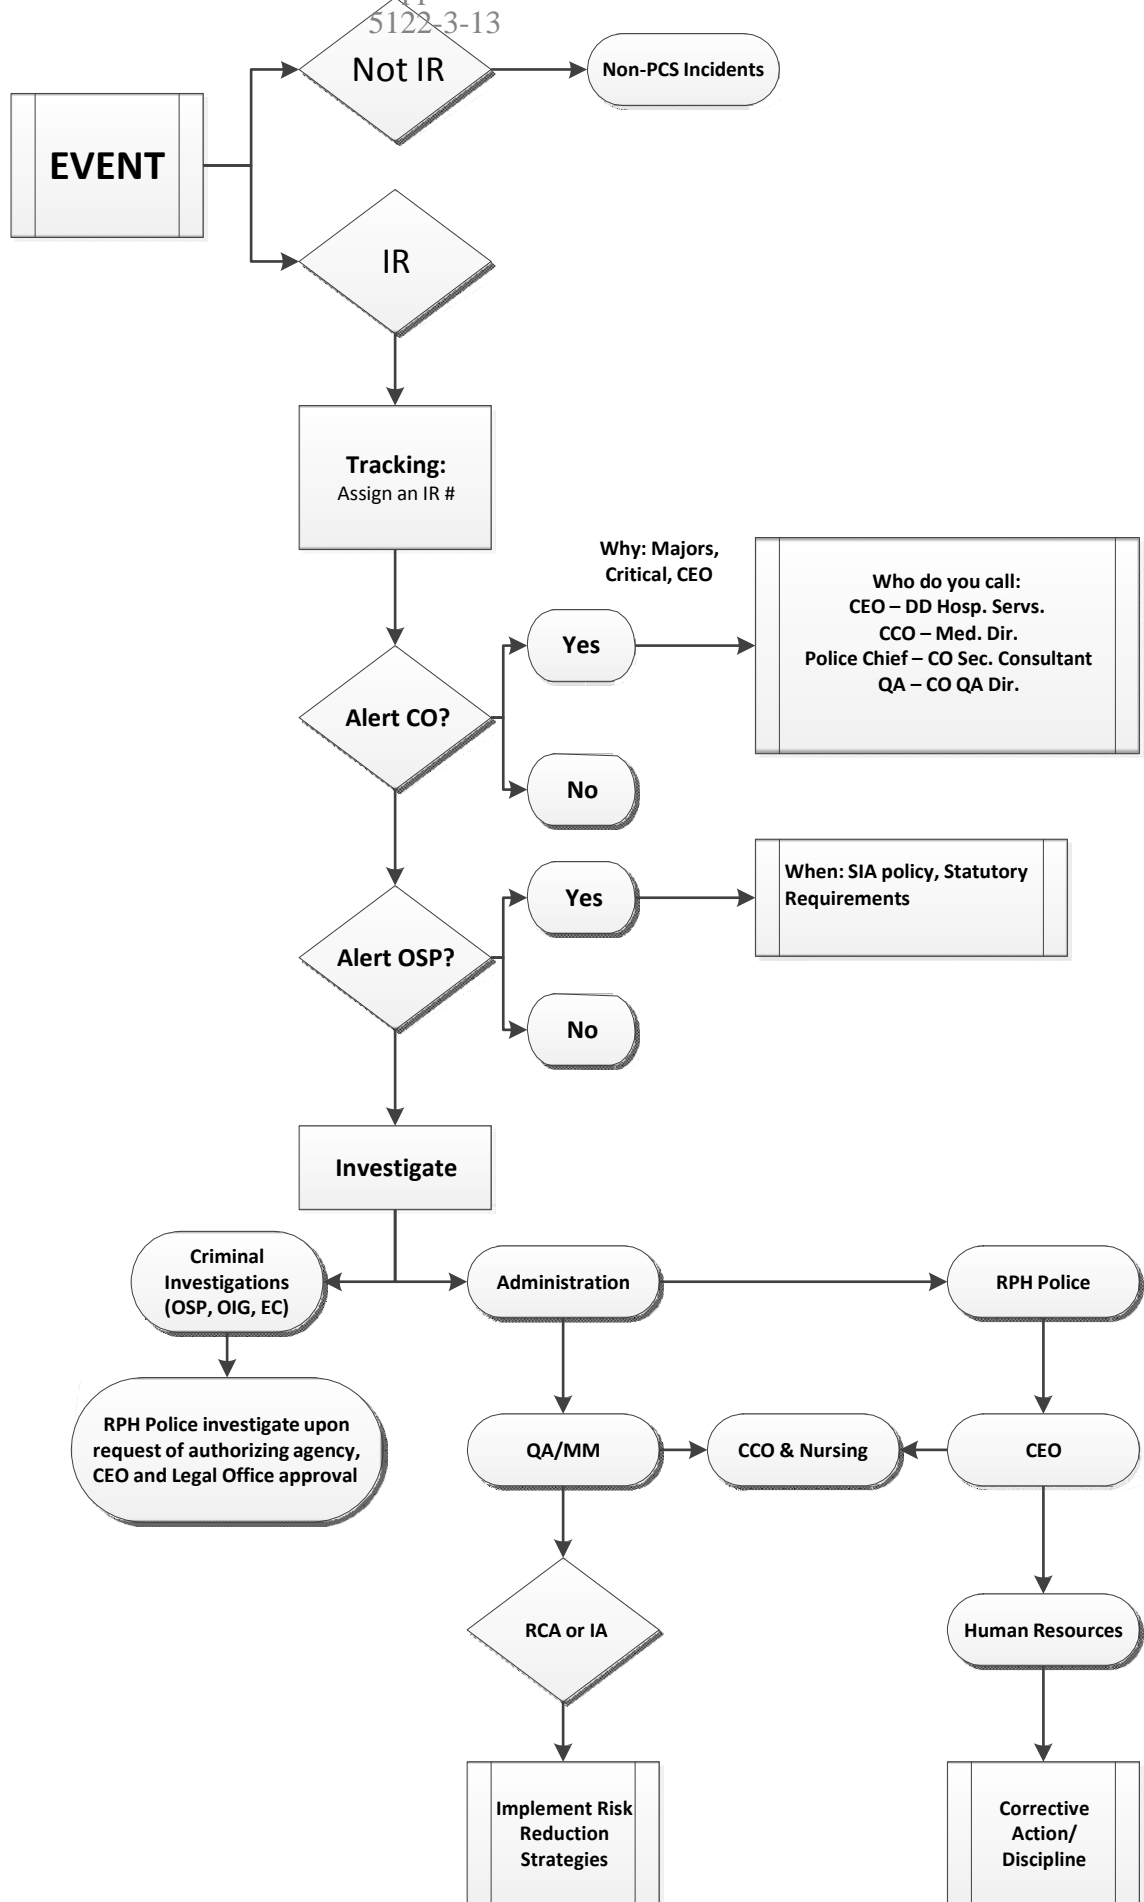 5122-3-13
Not IR
Non-PCS Incidents
EVENT
IR
Tracking:
Assign an IR #
Why: Majors,
Critical, CEO
Who do you call:
CEO – DD Hosp. Servs.
CCO – Med. Dir.
Police Chief – CO Sec. Consultant
QA – CO QA Dir.
Yes
Alert CO?
No
When: SIA policy, Statutory
Requirements
Yes
Alert OSP?
No
Investigate
Criminal
Investigations
(OSP, OIG, EC)
Administration
RPH Police
RPH Police investigate upon
request of authorizing agency,
CEO and Legal Office approval
QA/MM
CCO & Nursing
CEO
RCA or IA
Human Resources
Implement Risk
Reduction
Strategies
Corrective
Action/
Discipline